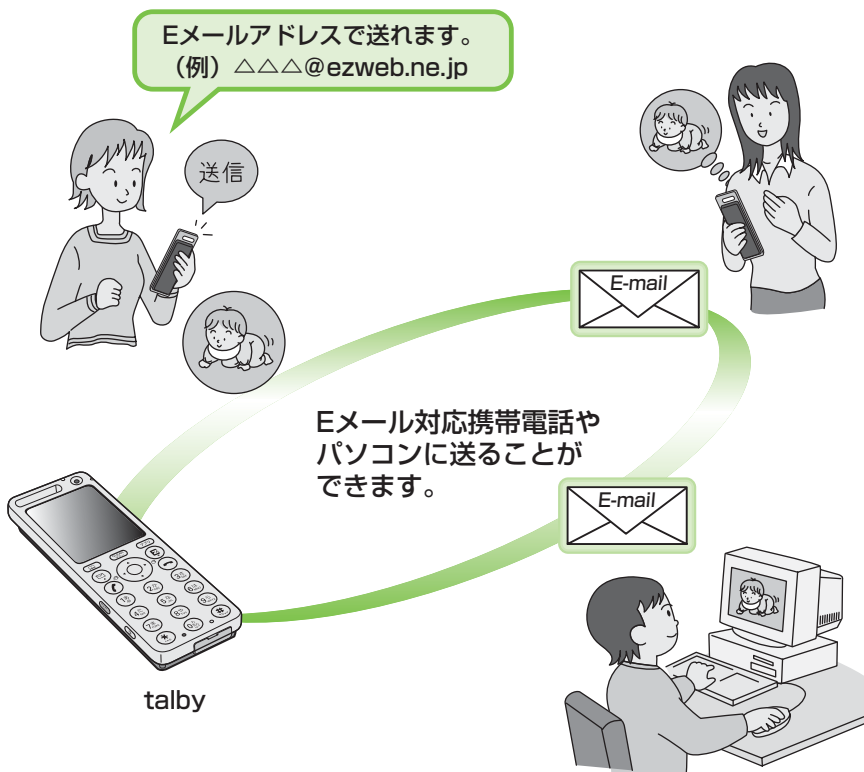 Eメールアドレスで送れます。
（例）△△△@ezweb.ne.jp
送信
E-mail
Eメール対応携帯電話や
パソコンに送ることが
できます。
E-mail
talby